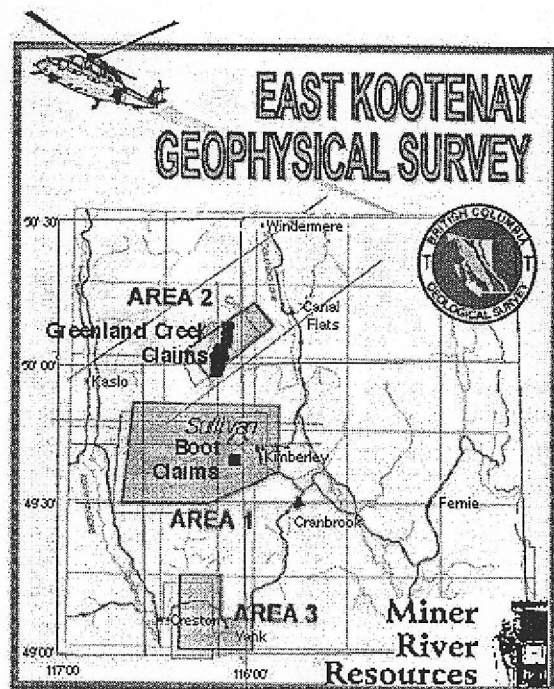 EAST KOOTENAY
GEOPHYSICAL SURVEY
BRITISH COLUMBIA
GEOLOGICAL SURVEY
50°30'
Windermere
AREA 2
Canal
Flats
Greenland Creek
Claims
50°00'
Kaslo
Sullivan
Boot
Claims
Kimberley
49°30'
AREA 1
Cranbrook
Fernie
Creston
AREA 3
Yahk
49°00'
117°00'
116°00'
Miner
River
Resources